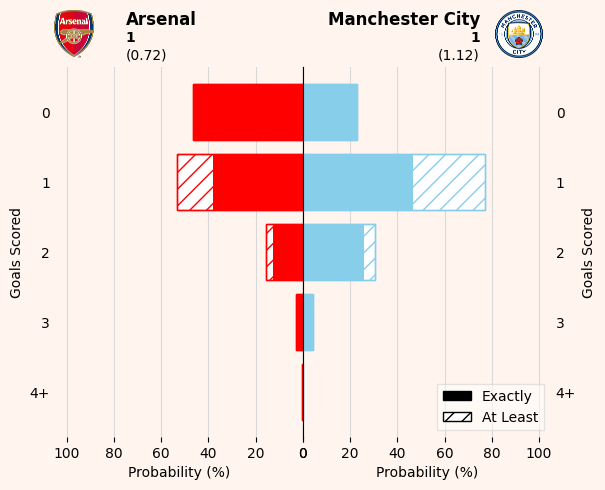 Arsenal
1
(0.72)
Manchester City
1
(1.12)
Arsenal
MANCHESTER
CITY
Goals Scored
0
1
2
3
4+
0
1
2
3
4+
Goals Scored
Exactly
At Least
100 80 60 40 20 0 0 20 40 60 80 100
Probability (%) Probability (%)